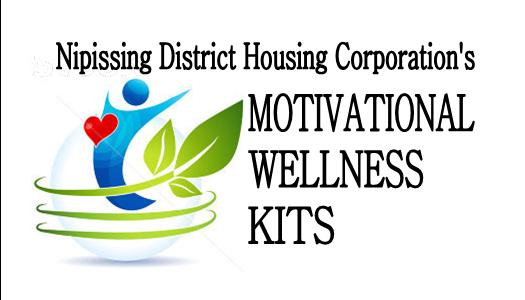 Nipissing District Housing Corporation's
MOTIVATIONAL
WELLNESS
KITS